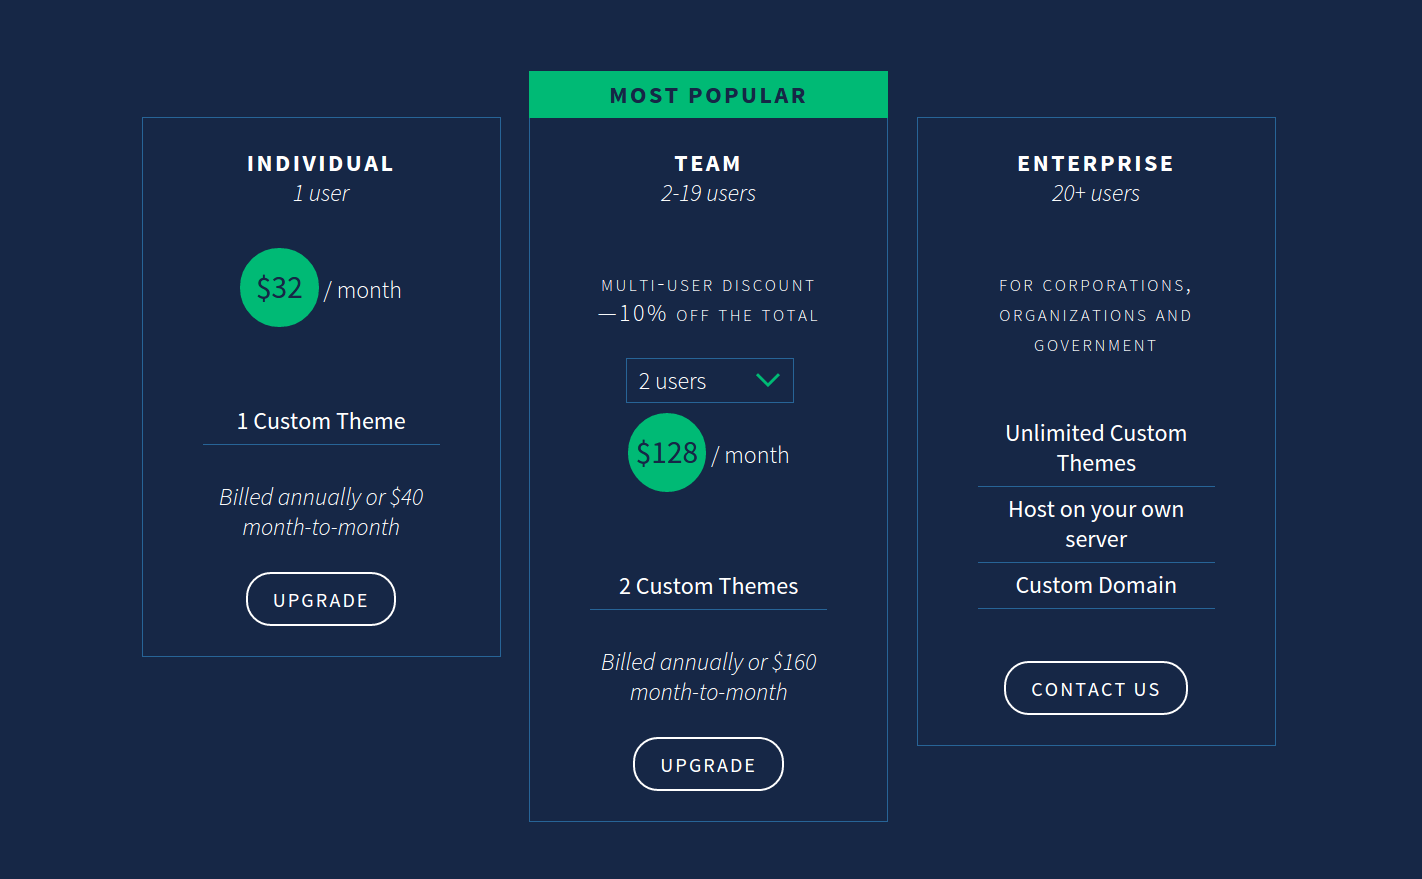 INDIVIDUAL
1 user
$32 / month
1 Custom Theme
Billed annually or $40
month-to-month
UPGRADE
MOST POPULAR
TEAM
2-19 users
MULTI-USER DISCOUNT
—10% OFF THE TOTAL
2 users
$128 / month
2 Custom Themes
Billed annually or $160
month-to-month
UPGRADE
ENTERPRISE
20+ users
FOR CORPORATIONS,
ORGANIZATIONS AND
GOVERNMENT
Unlimited Custom
Themes
Host on your own
server
Custom Domain
CONTACT US